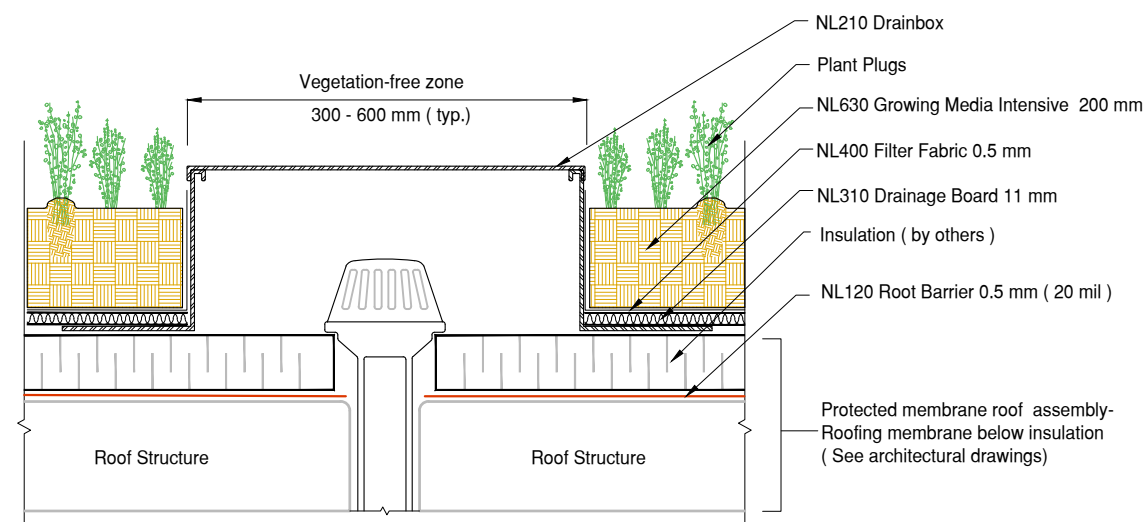 NL210 Drainbox
Plant Plugs
Vegetation-free zone
300 - 600 mm ( typ.)
NL630 Growing Media Intensive 200 mm
NL400 Filter Fabric 0.5 mm
NL310 Drainage Board 11 mm
Insulation ( by others )
NL120 Root Barrier 0.5 mm ( 20 mil )
Protected membrane roof assembly-
Roofing membrane below insulation
( See architectural drawings)
Roof Structure
Roof Structure